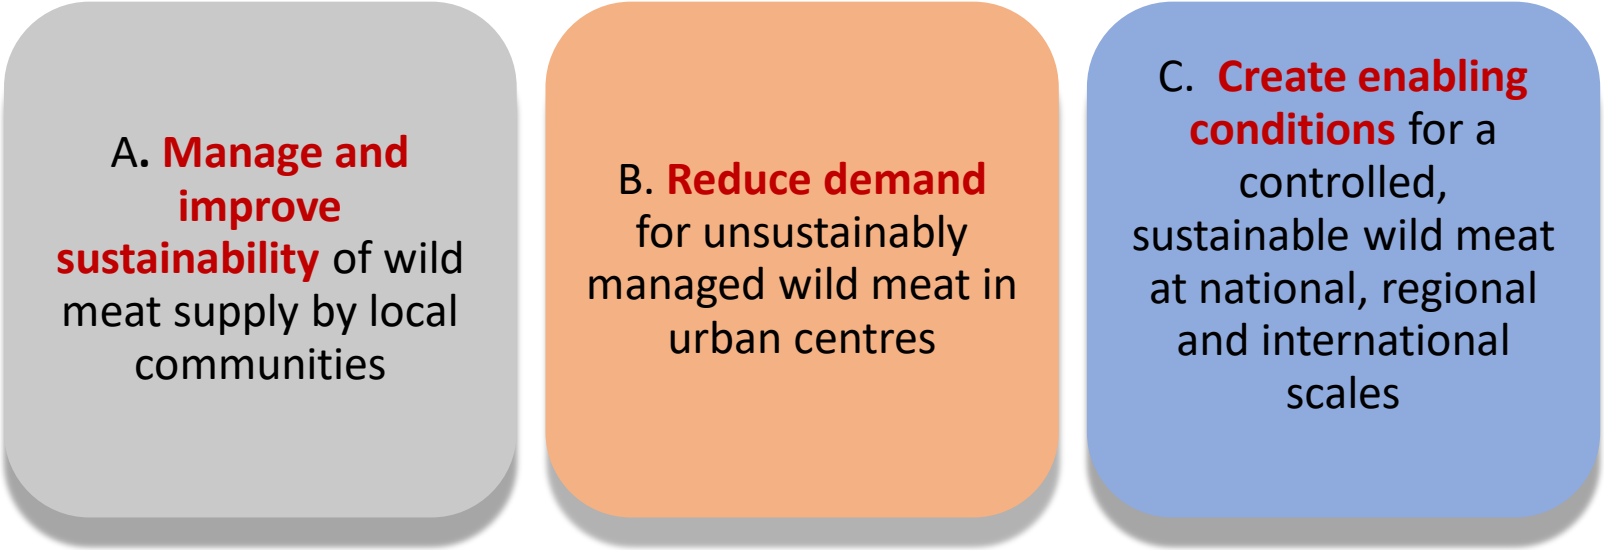 A. Manage and
improve
sustainability of wild
meat supply by local
communities
B. Reduce demand
for unsustainably
managed wild meat in
urban centres
C. Create enabling
conditions for a
controlled,
sustainable wild meat
at national, regional
and international
scales